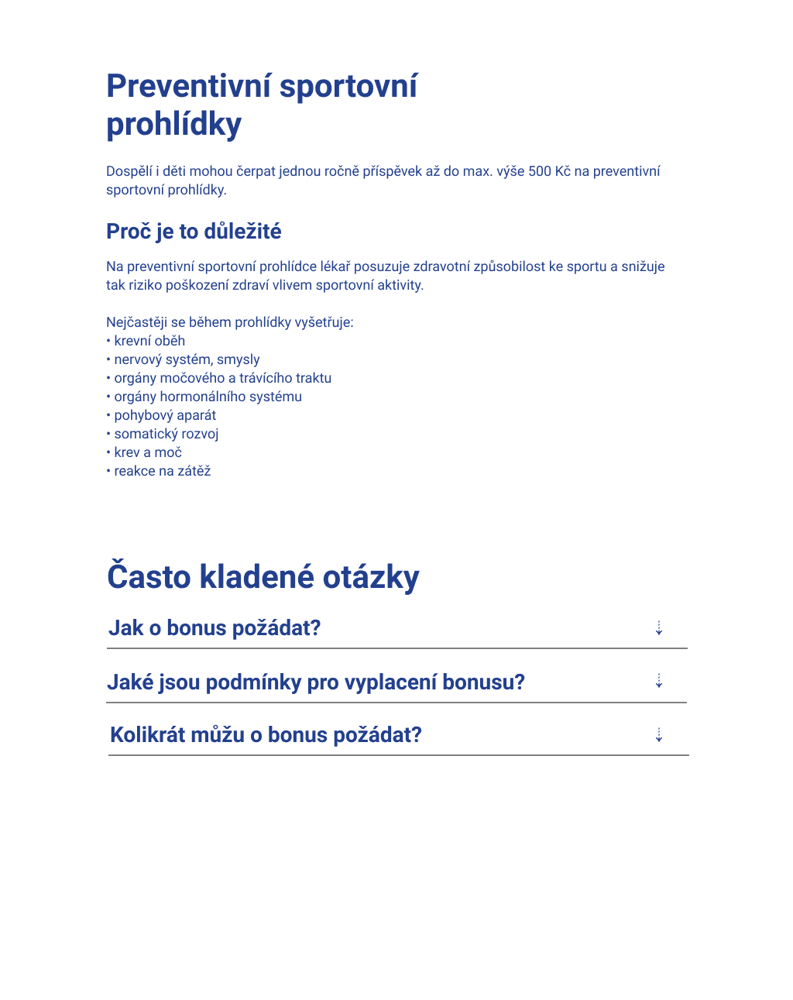 Preventivní sportovní
prohlídky
Dospělí i děti mohou čerpat jednou ročně příspěvek až do max. výše 500 Kč na preventivní
sportovní prohlídky.
Proč je to důležité
Na preventivní sportovní prohlídce lékař posuzuje zdravotní způsobilost ke sportu a snižuje
tak riziko poškození zdraví vlivem sportovní aktivity.
Nejčastěji se během prohlídky vyšetřuje:
• krevní oběh
• nervový systém, smysly
• orgány močového a trávícího traktu
• orgány hormonálního systému
• pohybový aparát
• somatický rozvoj
• krev a moč
• reakce na zátěž
Často kladené otázky
Jak o bonus požádat?
Jaké jsou podmínky pro vyplacení bonusu?
Kolikrát můžu o bonus požádat?